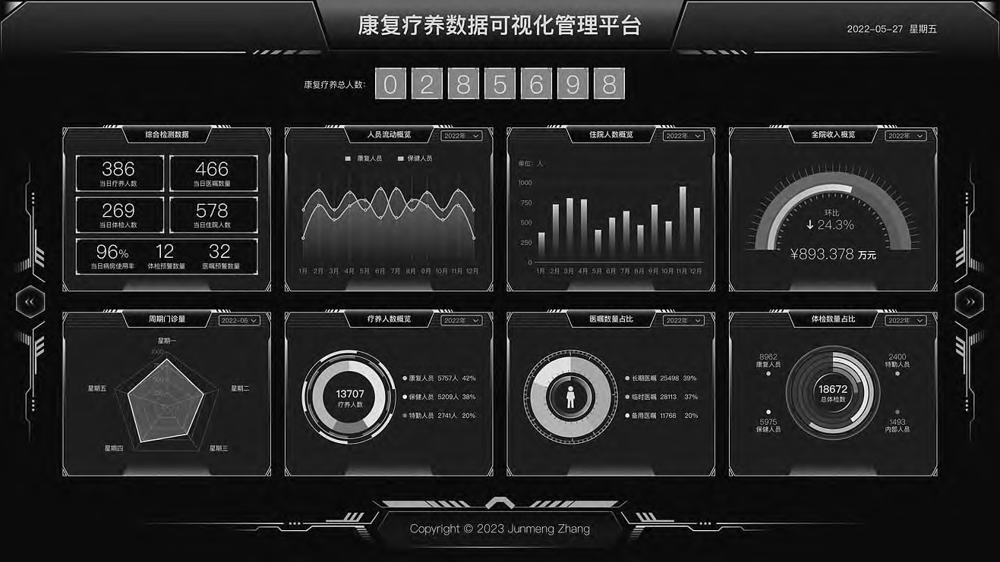 康复疗养数据可视化管理平台
2022-05-27 星期五
康复疗养总人数: 0 2 8 5 6 9 8
综合检测数据
386
当日疗养人数
466
当日医嘱数量
269
当日体检人数
578
当日住院人数
96%
当日病房使用率
12
体检预警数量
32
医嘱预警数量
人员流动概览
2022年
康复人员 保健人员
1月 2月 3月 4月 5月 6月 7月 8月 9月 10月 11月 12月
住院人数概览
2022年
单位: 人
1000
750
500
250
0
1月 2月 3月 4月 5月 6月 7月 8月 9月 10月 11月 12月
全院收入概览
2022年
环比
24.3%
¥893.378 万元
周期门诊量
2022-06
星期一
1000
星期五
星期二
星期四
星期三
疗养人数概览
2022年
13707
疗养人数
康复人员 5757人 42%
保健人员 5209人 38%
特勤人员 2741人 20%
医嘱数量占比
2022年
长期医嘱 25498 39%
临时医嘱 28113 37%
备用医嘱 11768 20%
体检数量占比
2022年
8962
康复人员
2400
特勤人员
18672
总体检数
5975
保健人员
1493
内部人员
Copyright © 2023 Junmeng Zhang